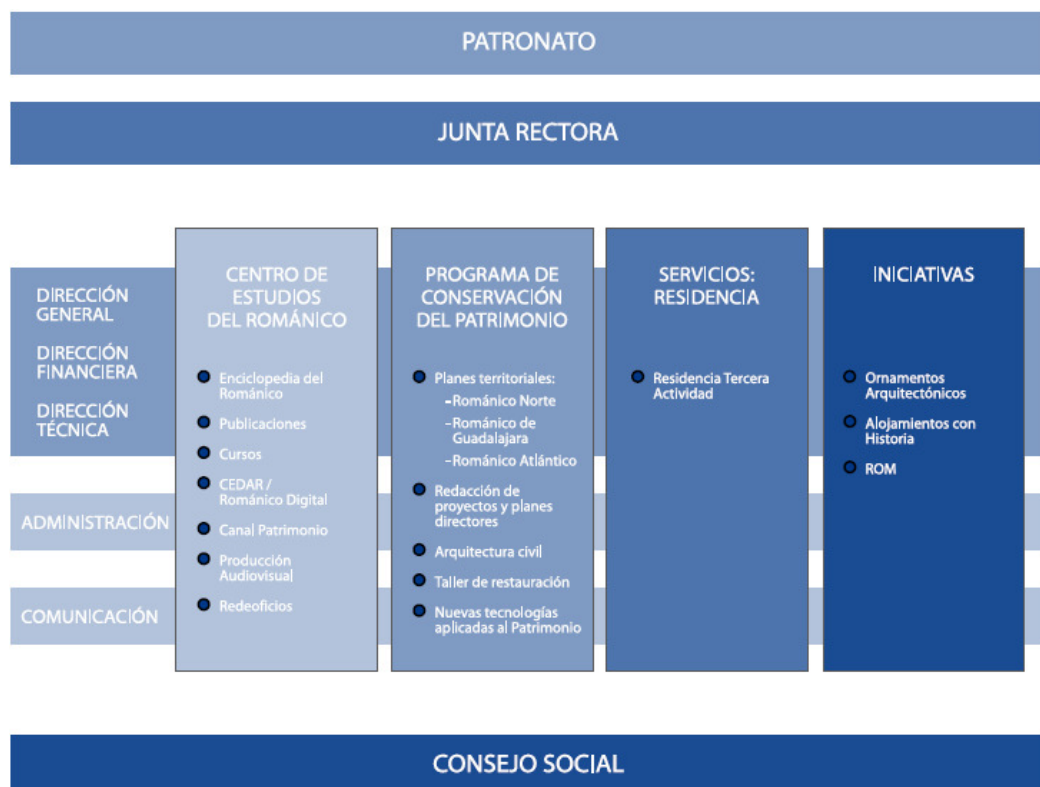 PATRONATO
JUNTA RECTORA
DIRECCIÓN
GENERAL
DIRECCIÓN
FINANCIERA
DIRECCIÓN
TÉCNICA
ADMINISTRACIÓN
COMUNICACIÓN
CENTRO DE
ESTUDIOS
DEL ROMÁNICO
Enciclopedia del
Románico
Publicaciones
Cursos
CEDAR /
Románico Digital
Canal Patrimonio
Producción
Audiovisual
Redeoficios
PROGRAMA DE
CONSERVACIÓN
DEL PATRIMONIO
Planes territoriales:
–Románico Norte
–Románico de
Guadalajara
–Románico Atlántico
Redacción de
proyectos y planes
directores
Arquitectura civil
Taller de restauración
Nuevas tecnologías
aplicadas al Patrimonio
SERVICIOS:
RESIDENCIA
Residencia Tercera
Actividad
INICIATIVAS
Ornamentos
Arquitectónicos
Alojamientos con
Historia
ROM
CONSEJO SOCIAL